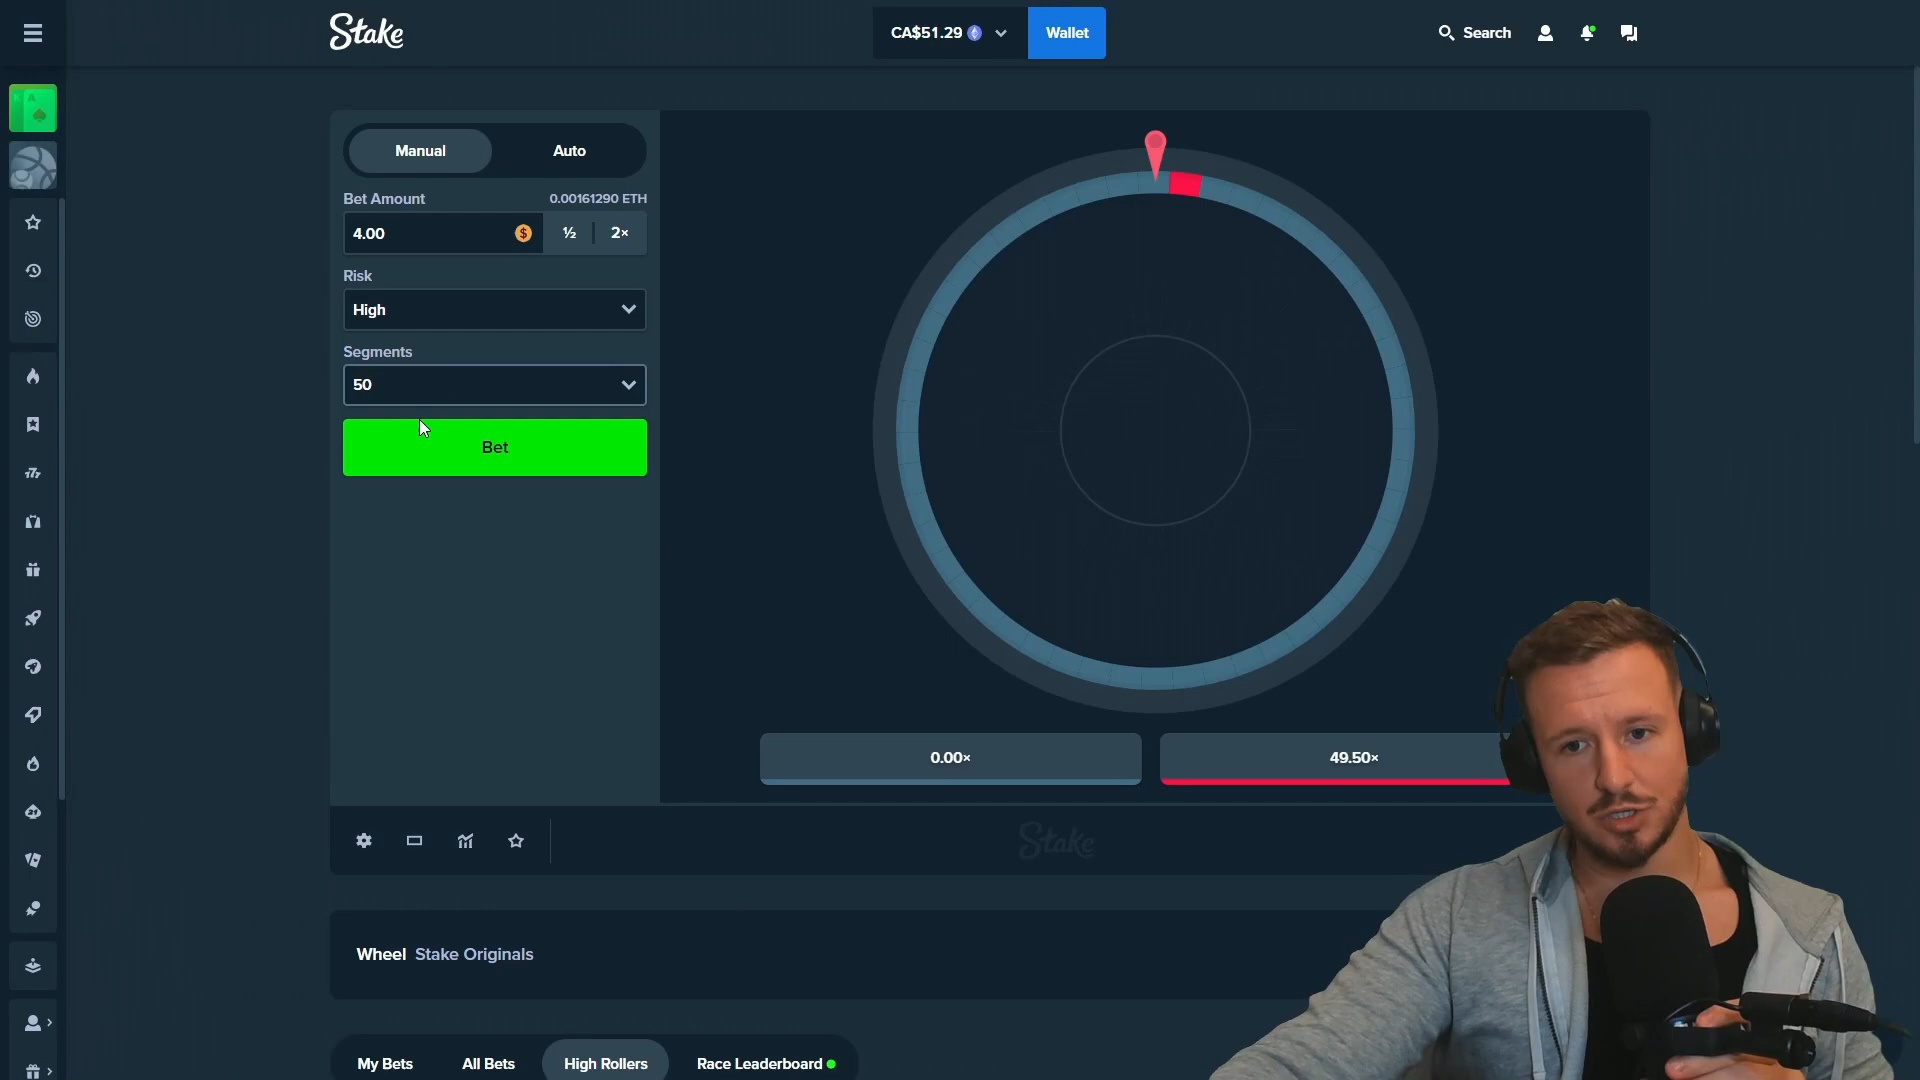 Stake
CA$51.29
Wallet
Search
Manual
Auto
Bet Amount
0.00161290 ETH
4.00
$
½
2×
Risk
High
Segments
50
Bet
0.00×
49.50×
Stake
Wheel Stake Originals
My Bets
All Bets
High Rollers
Race Leaderboard